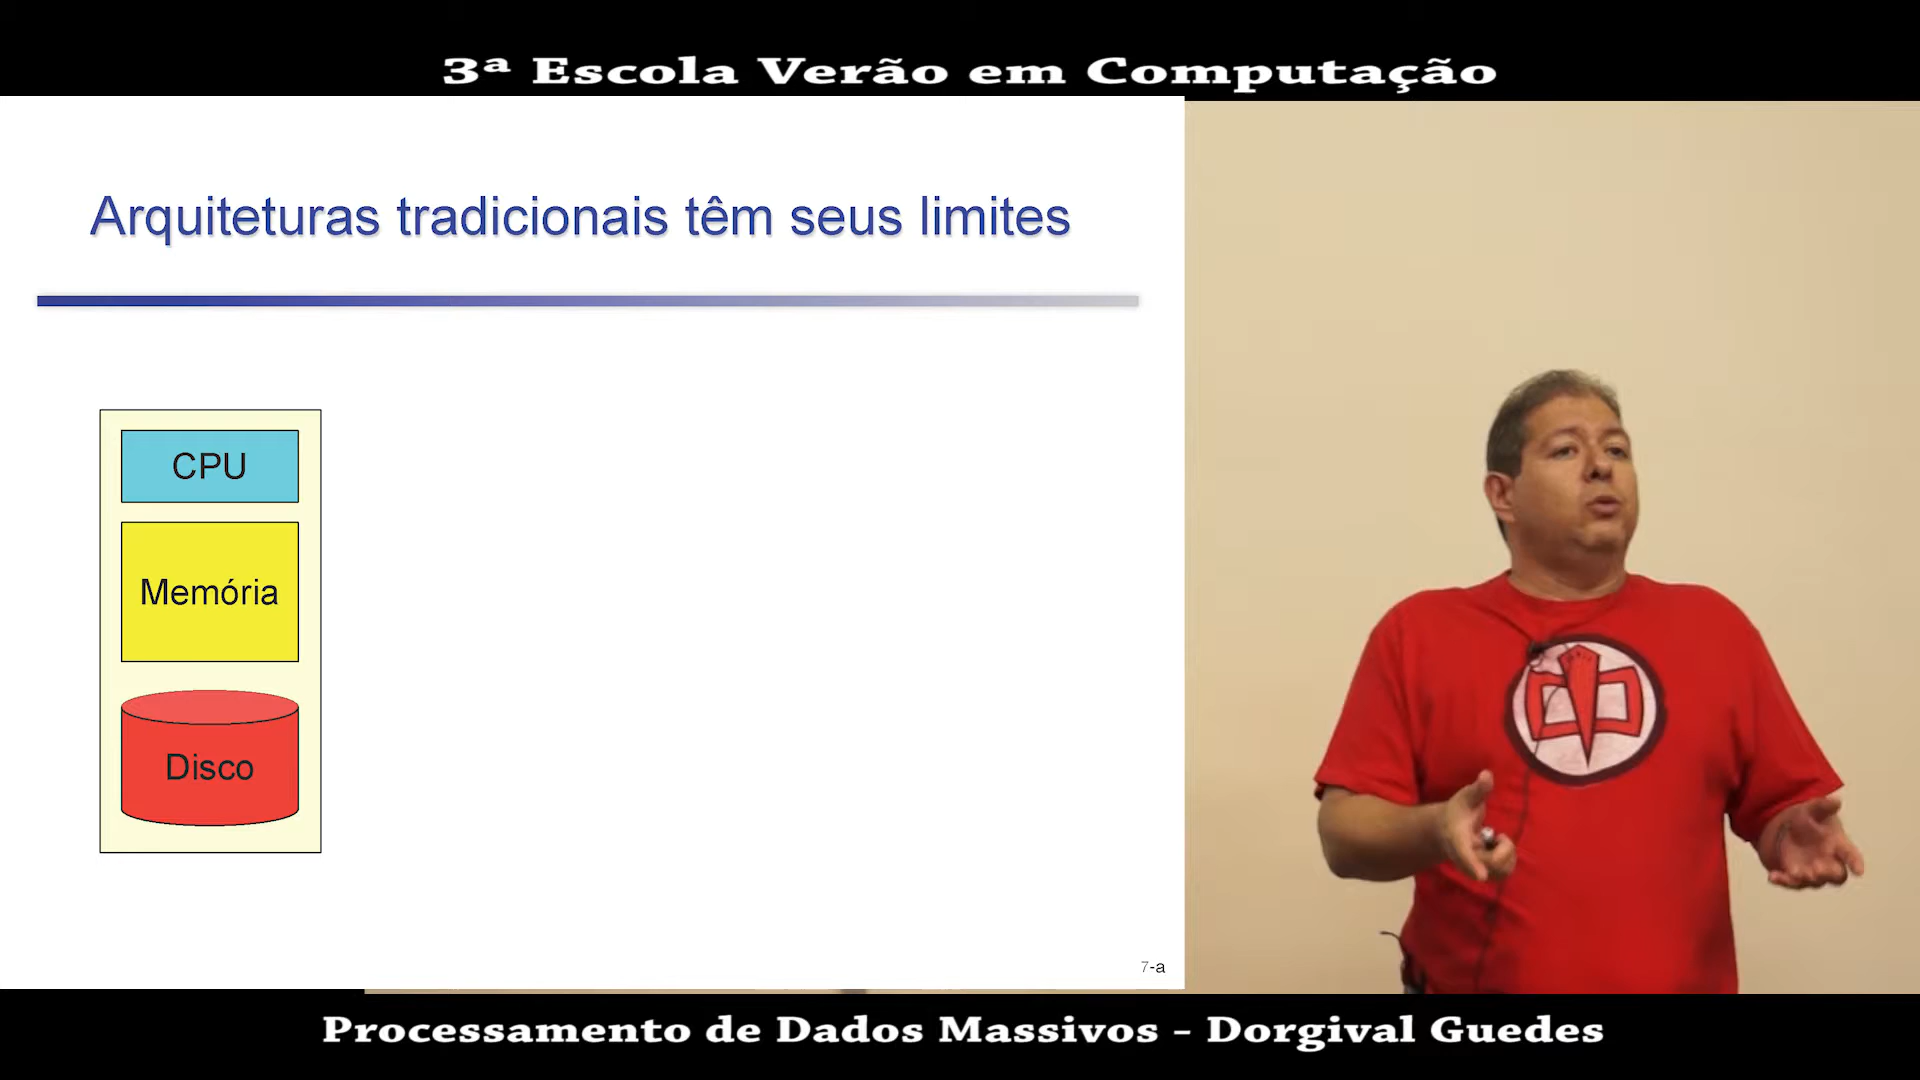 3ª Escola Verão em Computação
Arquiteturas tradicionais têm seus limites
CPU
Memória
Disco
7-a
Processamento de Dados Massivos - Dorgival Guedes